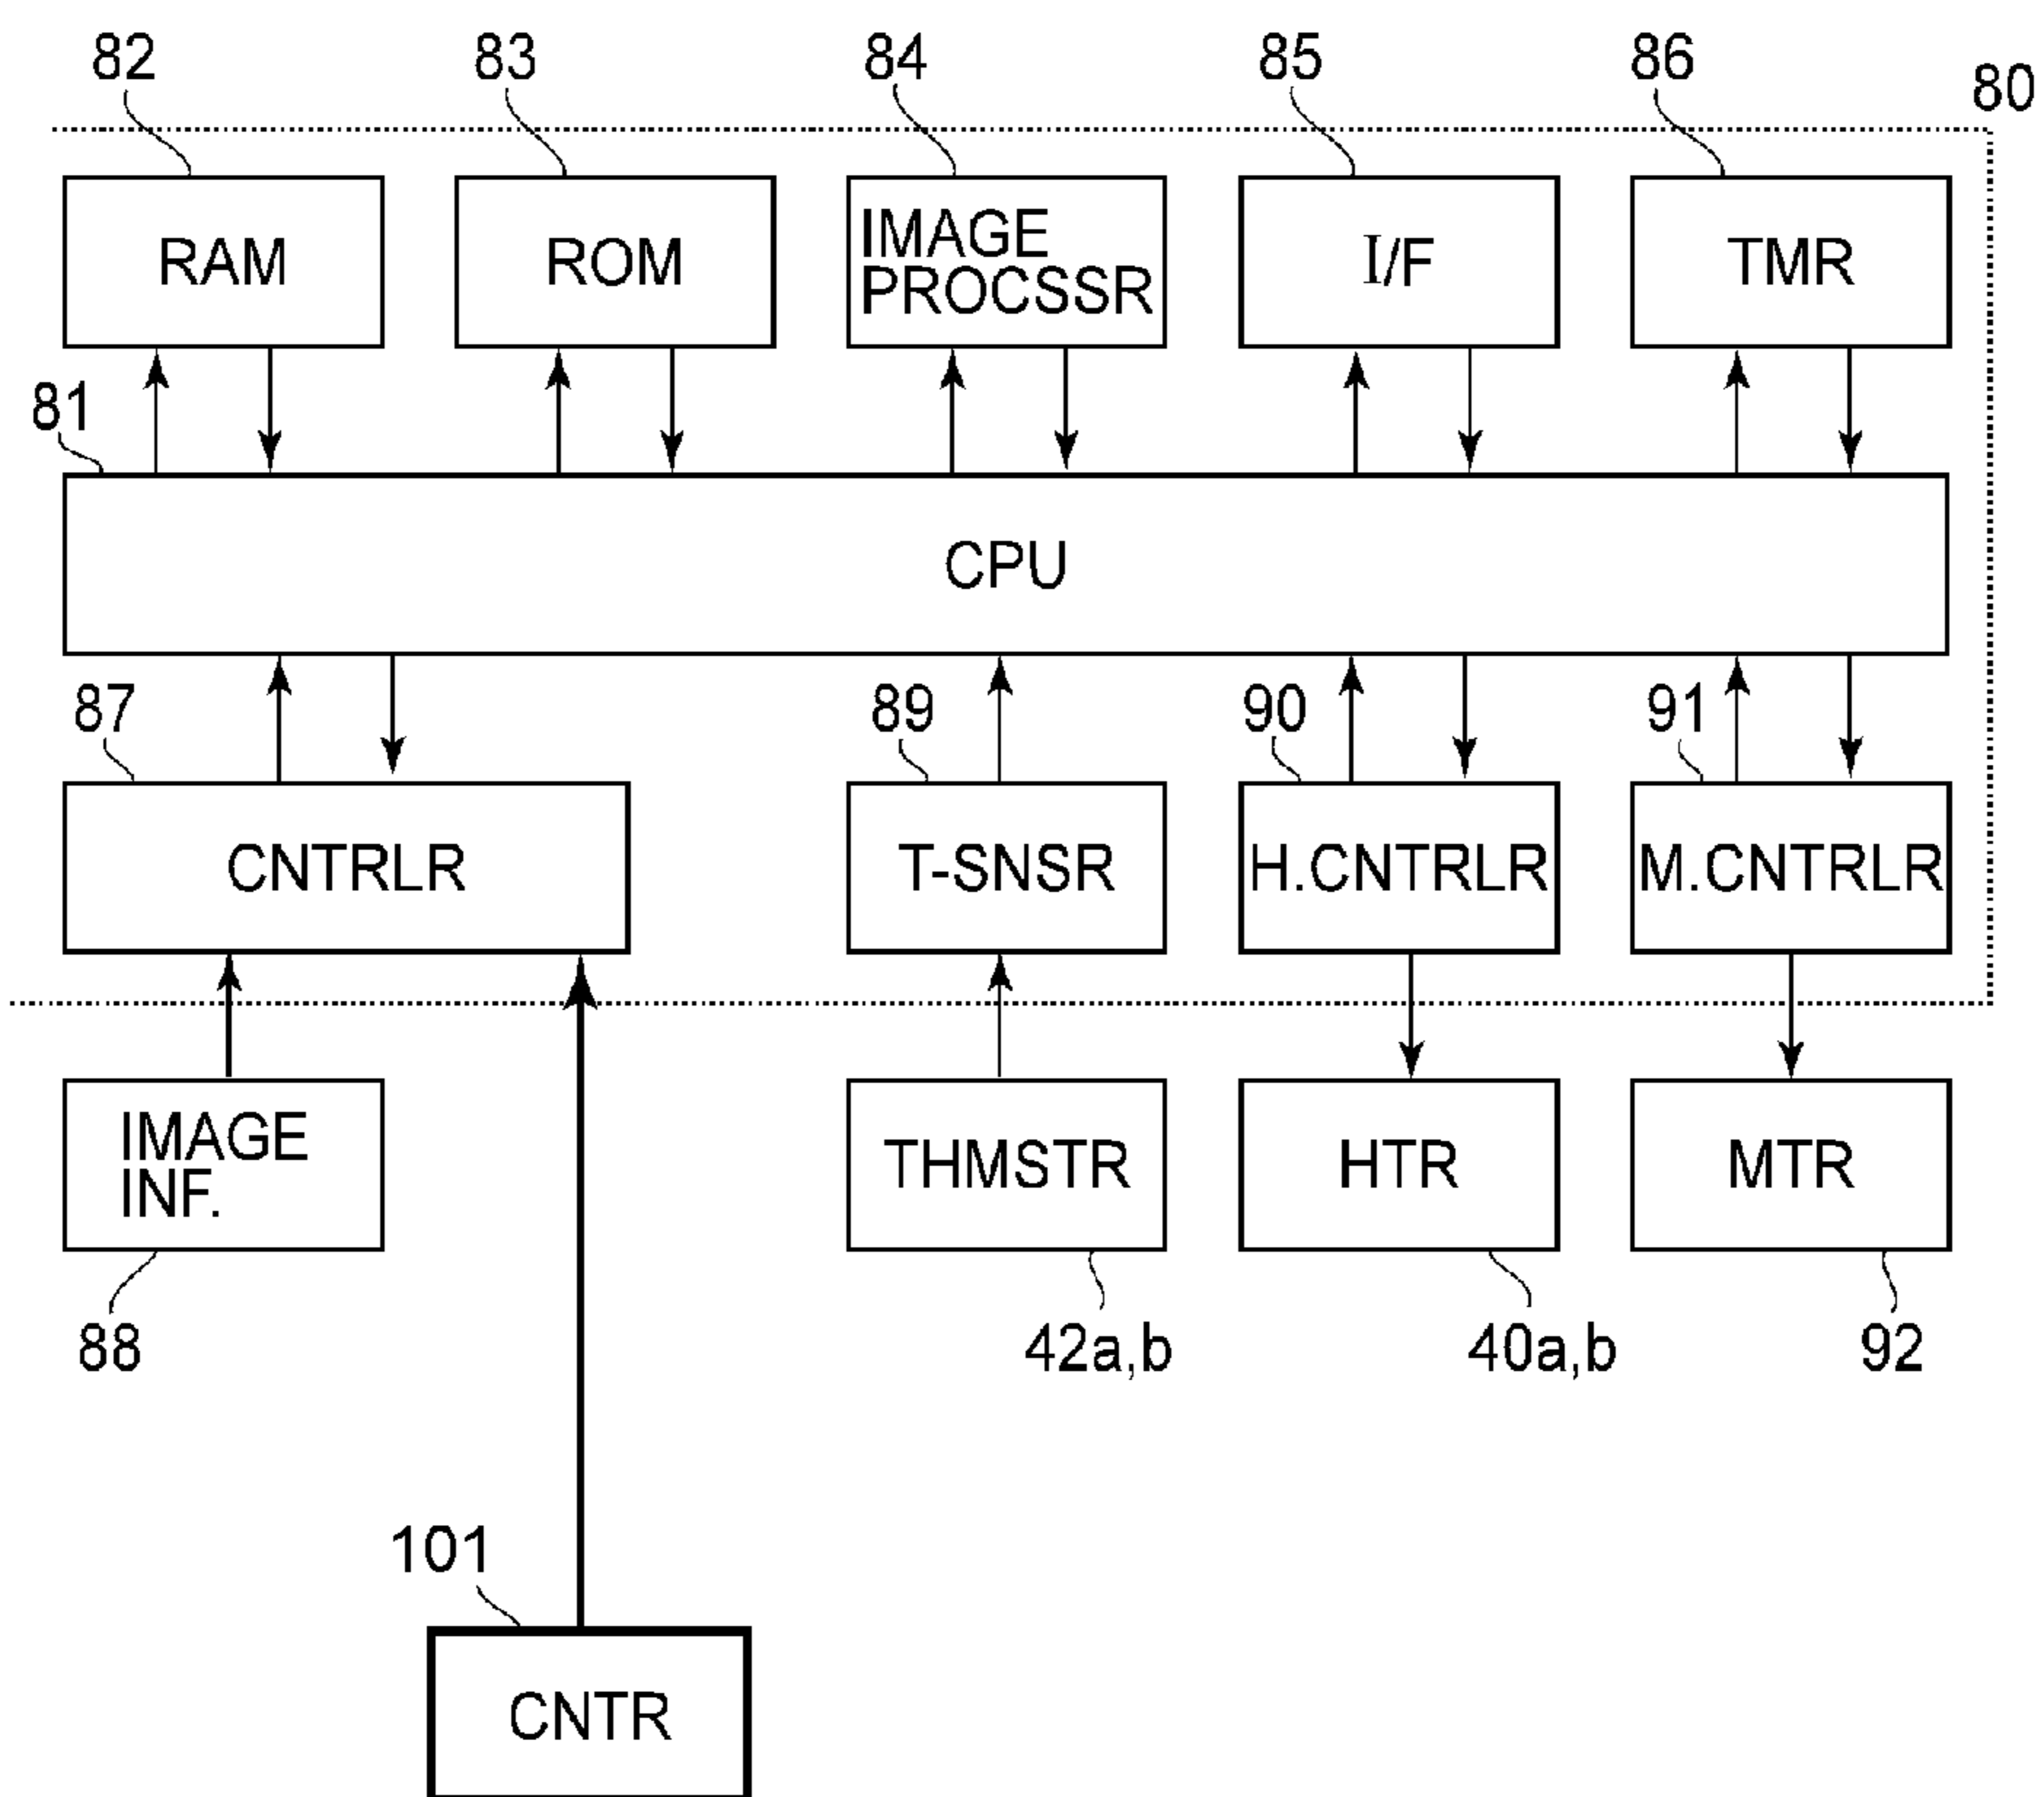 82
83
84
85
86
80
RAM
ROM
IMAGE
PROCSSR
I/F
TMR
81
CPU
87
89
90
91
CNTRLR
T-SNSR
H.CNTRLR
M.CNTRLR
IMAGE
INF.
THMSTR
HTR
MTR
88
42a,b
40a,b
92
101
CNTR